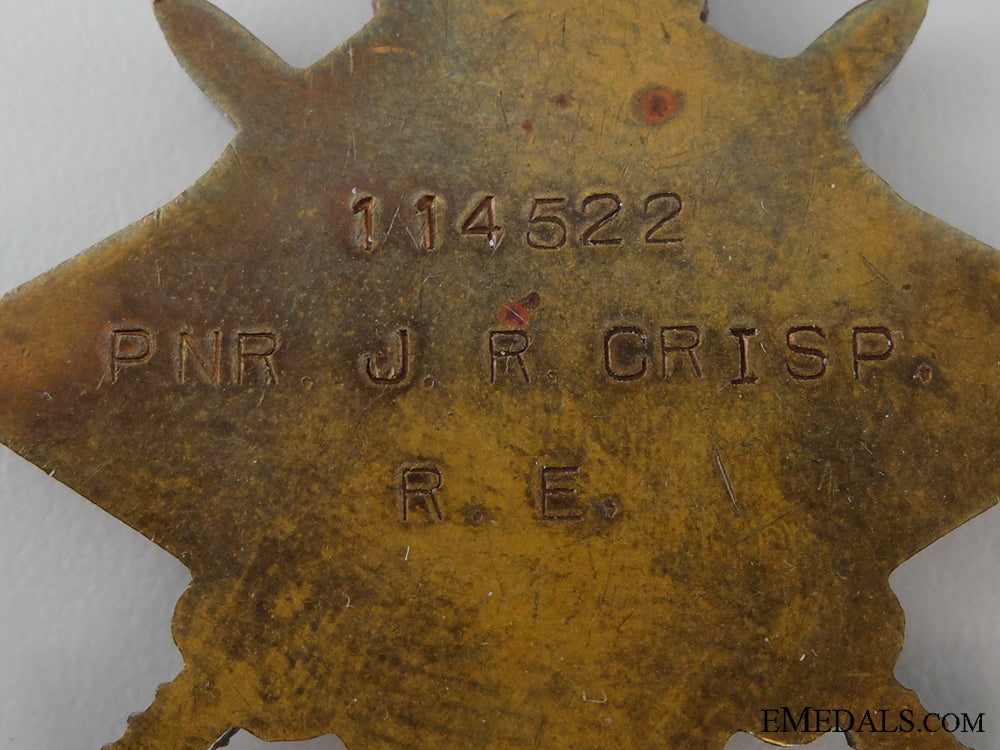 114522
PNR. J. R. CRISP.
R. E.
EMEDALS.COM